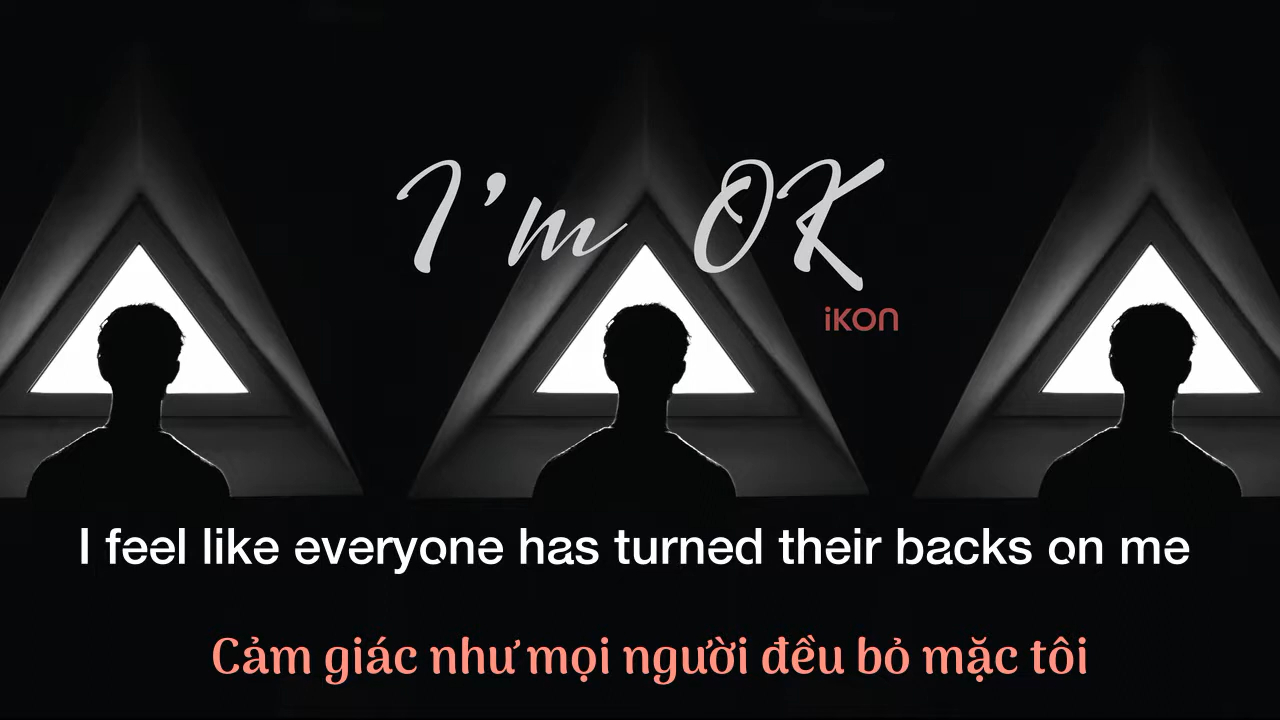 I'm OK
iKON
I feel like everyone has turned their backs on me
Cảm giác như mọi người đều bỏ mặc tôi